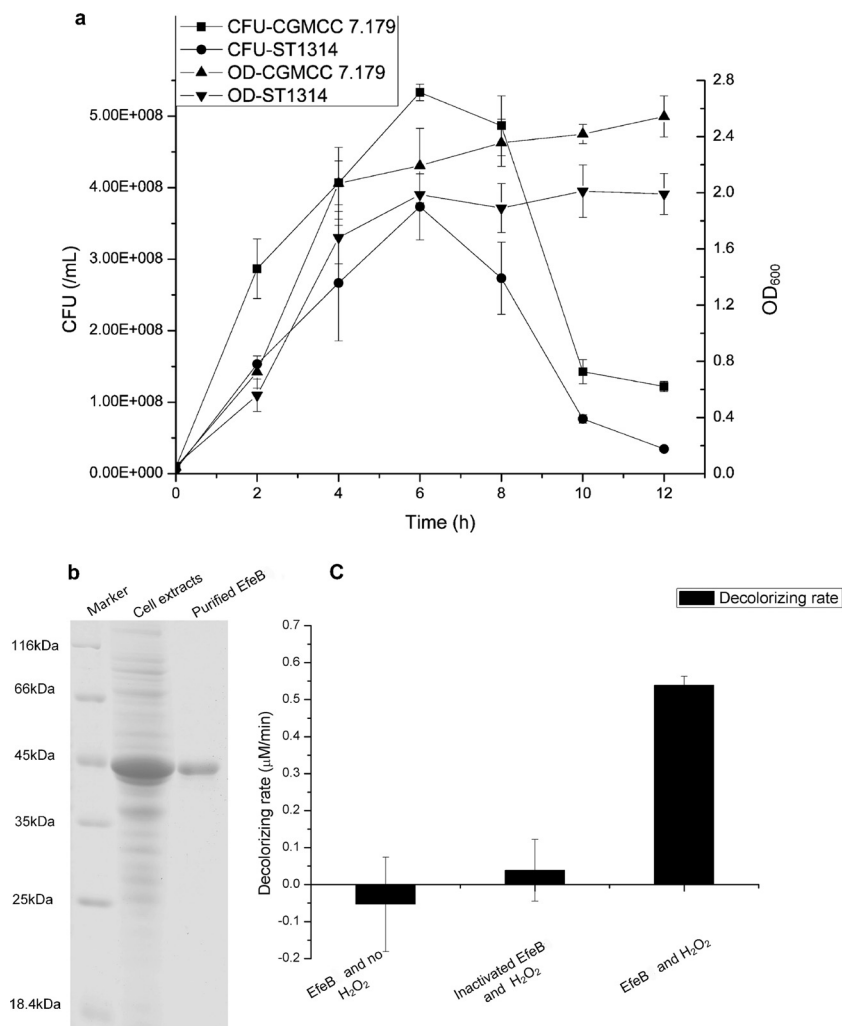 a
CFU-CGMCC 7.179
CFU-ST1314
OD-CGMCC 7.179
OD-ST1314
5.00E+008
4.00E+008
3.00E+008
2.00E+008
1.00E+008
0.00E+000
CFU (/mL)
2.8
2.4
2.0
1.6
1.2
0.8
0.4
0.0
OD₆₀₀
0
2
4
6
8
10
12
Time (h)
b
Marker
Cell extracts
Purified EfeB
116kDa
66kDa
45kDa
35kDa
25kDa
18.4kDa
C
Decolorizing rate
0.7
0.6
0.5
0.4
0.3
0.2
0.1
0.0
-0.1
-0.2
Decolorizing rate (μM/min)
EfeB and no
H₂O₂
Inactivated EfeB
and H₂O₂
EfeB and H₂O₂